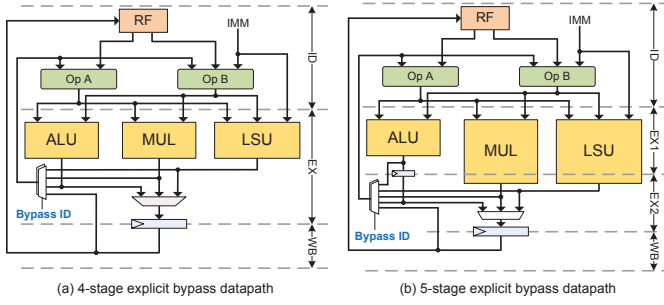 RF
IMM
Op A
Op B
ID
ALU
MUL
LSU
EX
Bypass ID
WB
(a) 4-stage explicit bypass datapath
RF
IMM
Op A
Op B
ID
ALU
MUL
LSU
EX1
EX2
Bypass ID
WB
(b) 5-stage explicit bypass datapath